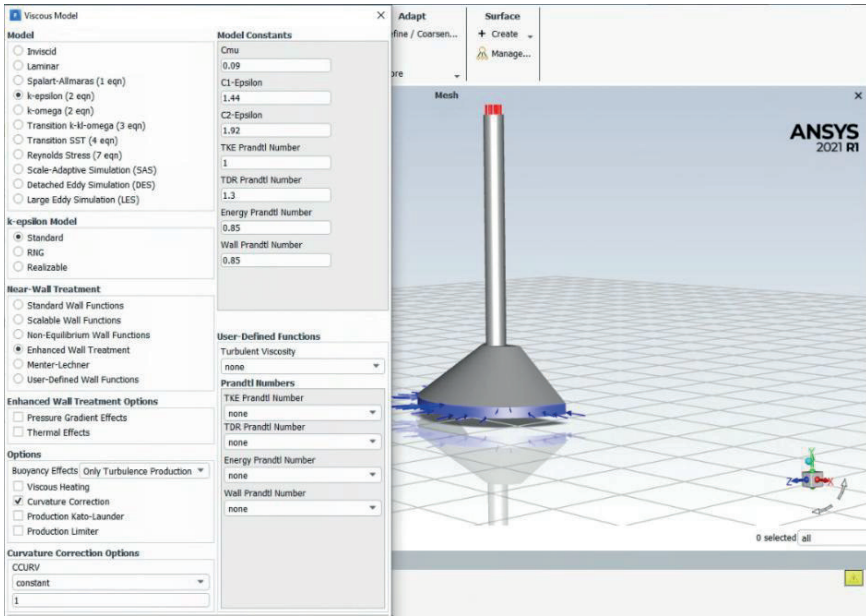 Viscous Model
Model
Inviscid
Laminar
Spalart-Allmaras (1 eqn)
k-epsilon (2 eqn)
k-omega (2 eqn)
Transition k-kl-omega (3 eqn)
Transition SST (4 eqn)
Reynolds Stress (7 eqn)
Scale-Adaptive Simulation (SAS)
Detached Eddy Simulation (DES)
Large Eddy Simulation (LES)
k-epsilon Model
Standard
RNG
Realizable
Near-Wall Treatment
Standard Wall Functions
Scalable Wall Functions
Non-Equilibrium Wall Functions
Enhanced Wall Treatment
Menter-Lechner
User-Defined Wall Functions
Enhanced Wall Treatment Options
Pressure Gradient Effects
Thermal Effects
Options
Buoyancy Effects Only Turbulence Production
Viscous Heating
Curvature Correction
Production Kato-Launder
Production Limiter
Curvature Correction Options
CCURV
constant
1
Model Constants
Cmu
0.09
C1-Epsilon
1.44
C2-Epsilon
1.92
TKE Prandtl Number
1
TDR Prandtl Number
1.3
Energy Prandtl Number
0.85
Wall Prandtl Number
0.85
User-Defined Functions
Turbulent Viscosity
none
Prandtl Numbers
TKE Prandtl Number
none
TDR Prandtl Number
none
Energy Prandtl Number
none
Wall Prandtl Number
none
Adapt
fine / Coarsen...
ore
Surface
+ Create
Manage...
Mesh
ANSYS
2021 R1
Y
Z
X
0 selected all